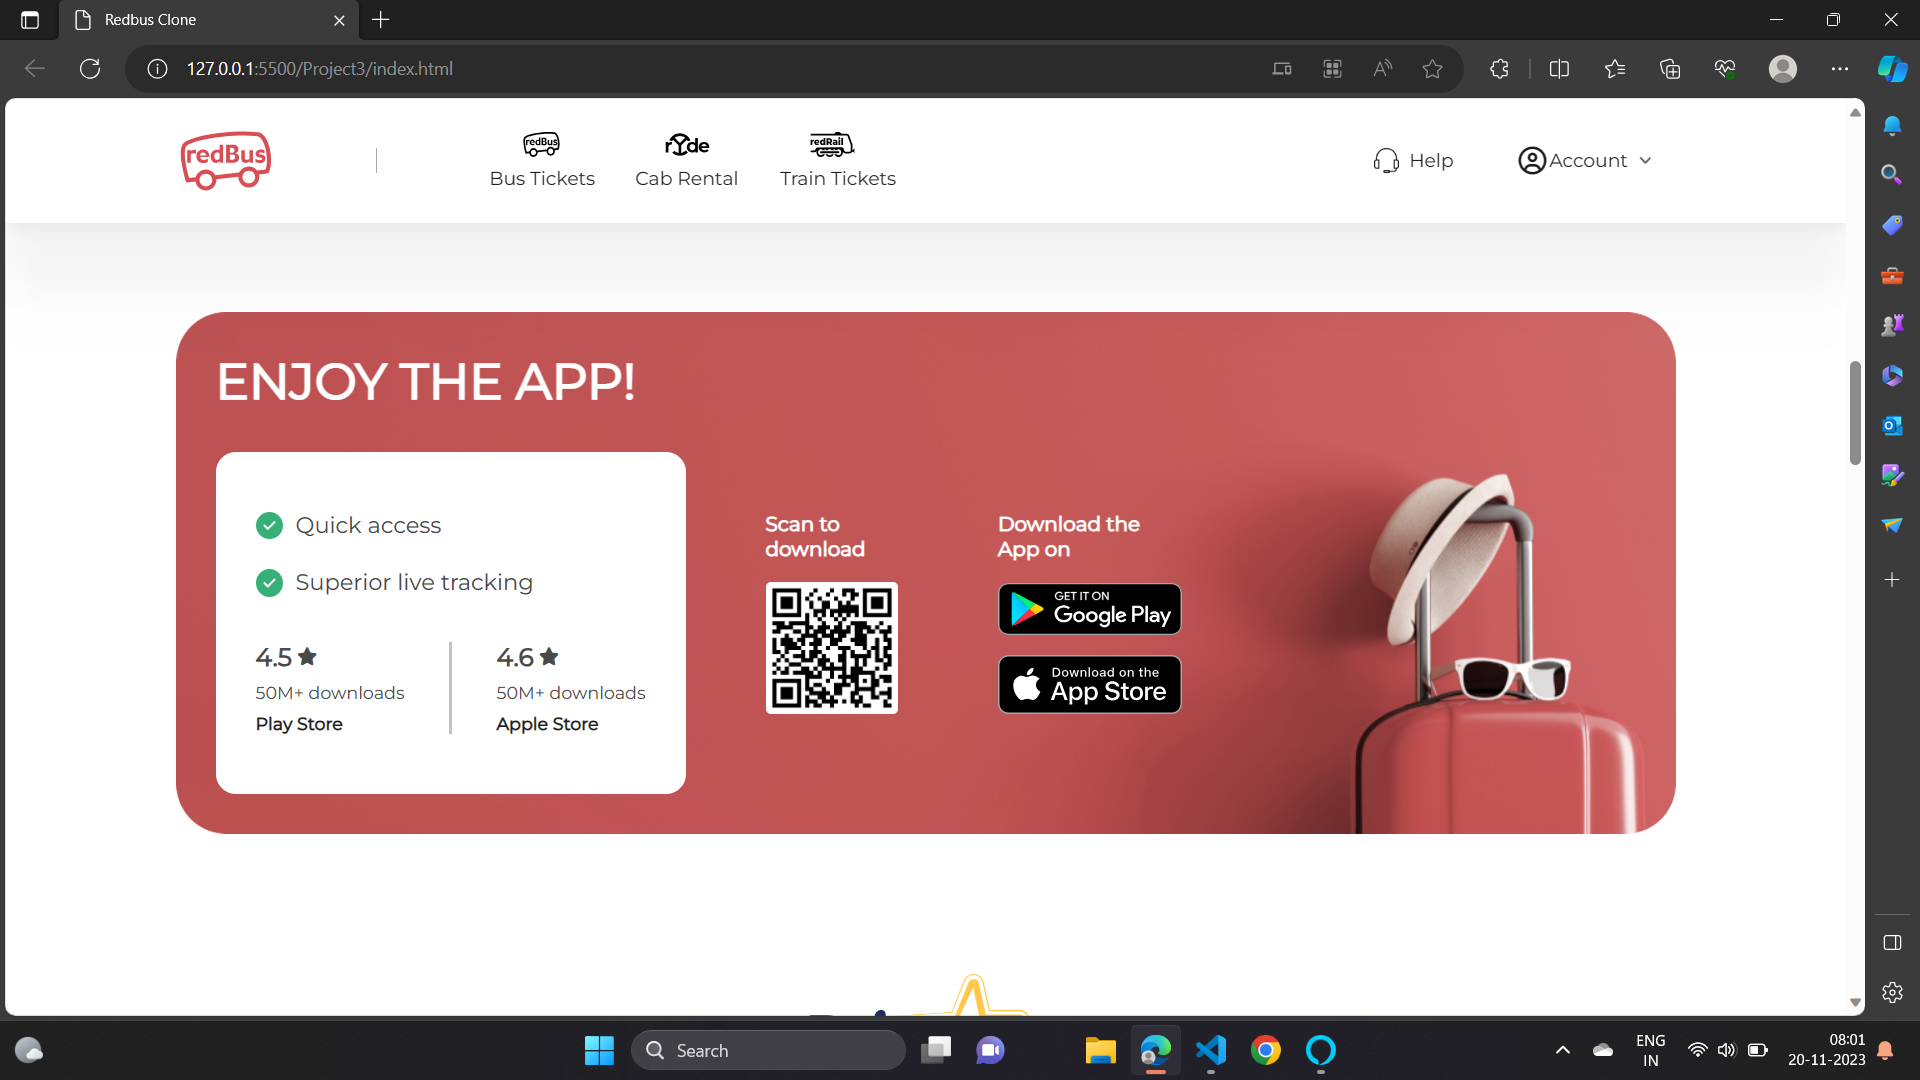 Redbus Clone
127.0.0.1:5500/Project3/index.html
redBus
redBus
Bus Tickets
rYde
Cab Rental
redRail
Train Tickets
Help
Account
ENJOY THE APP!
Quick access
Superior live tracking
4.5
50M+ downloads
Play Store
4.6
50M+ downloads
Apple Store
Scan to
download
Download the
App on
GET IT ON
Google Play
Download on the
App Store
Search
ENG
IN
08:01
20-11-2023